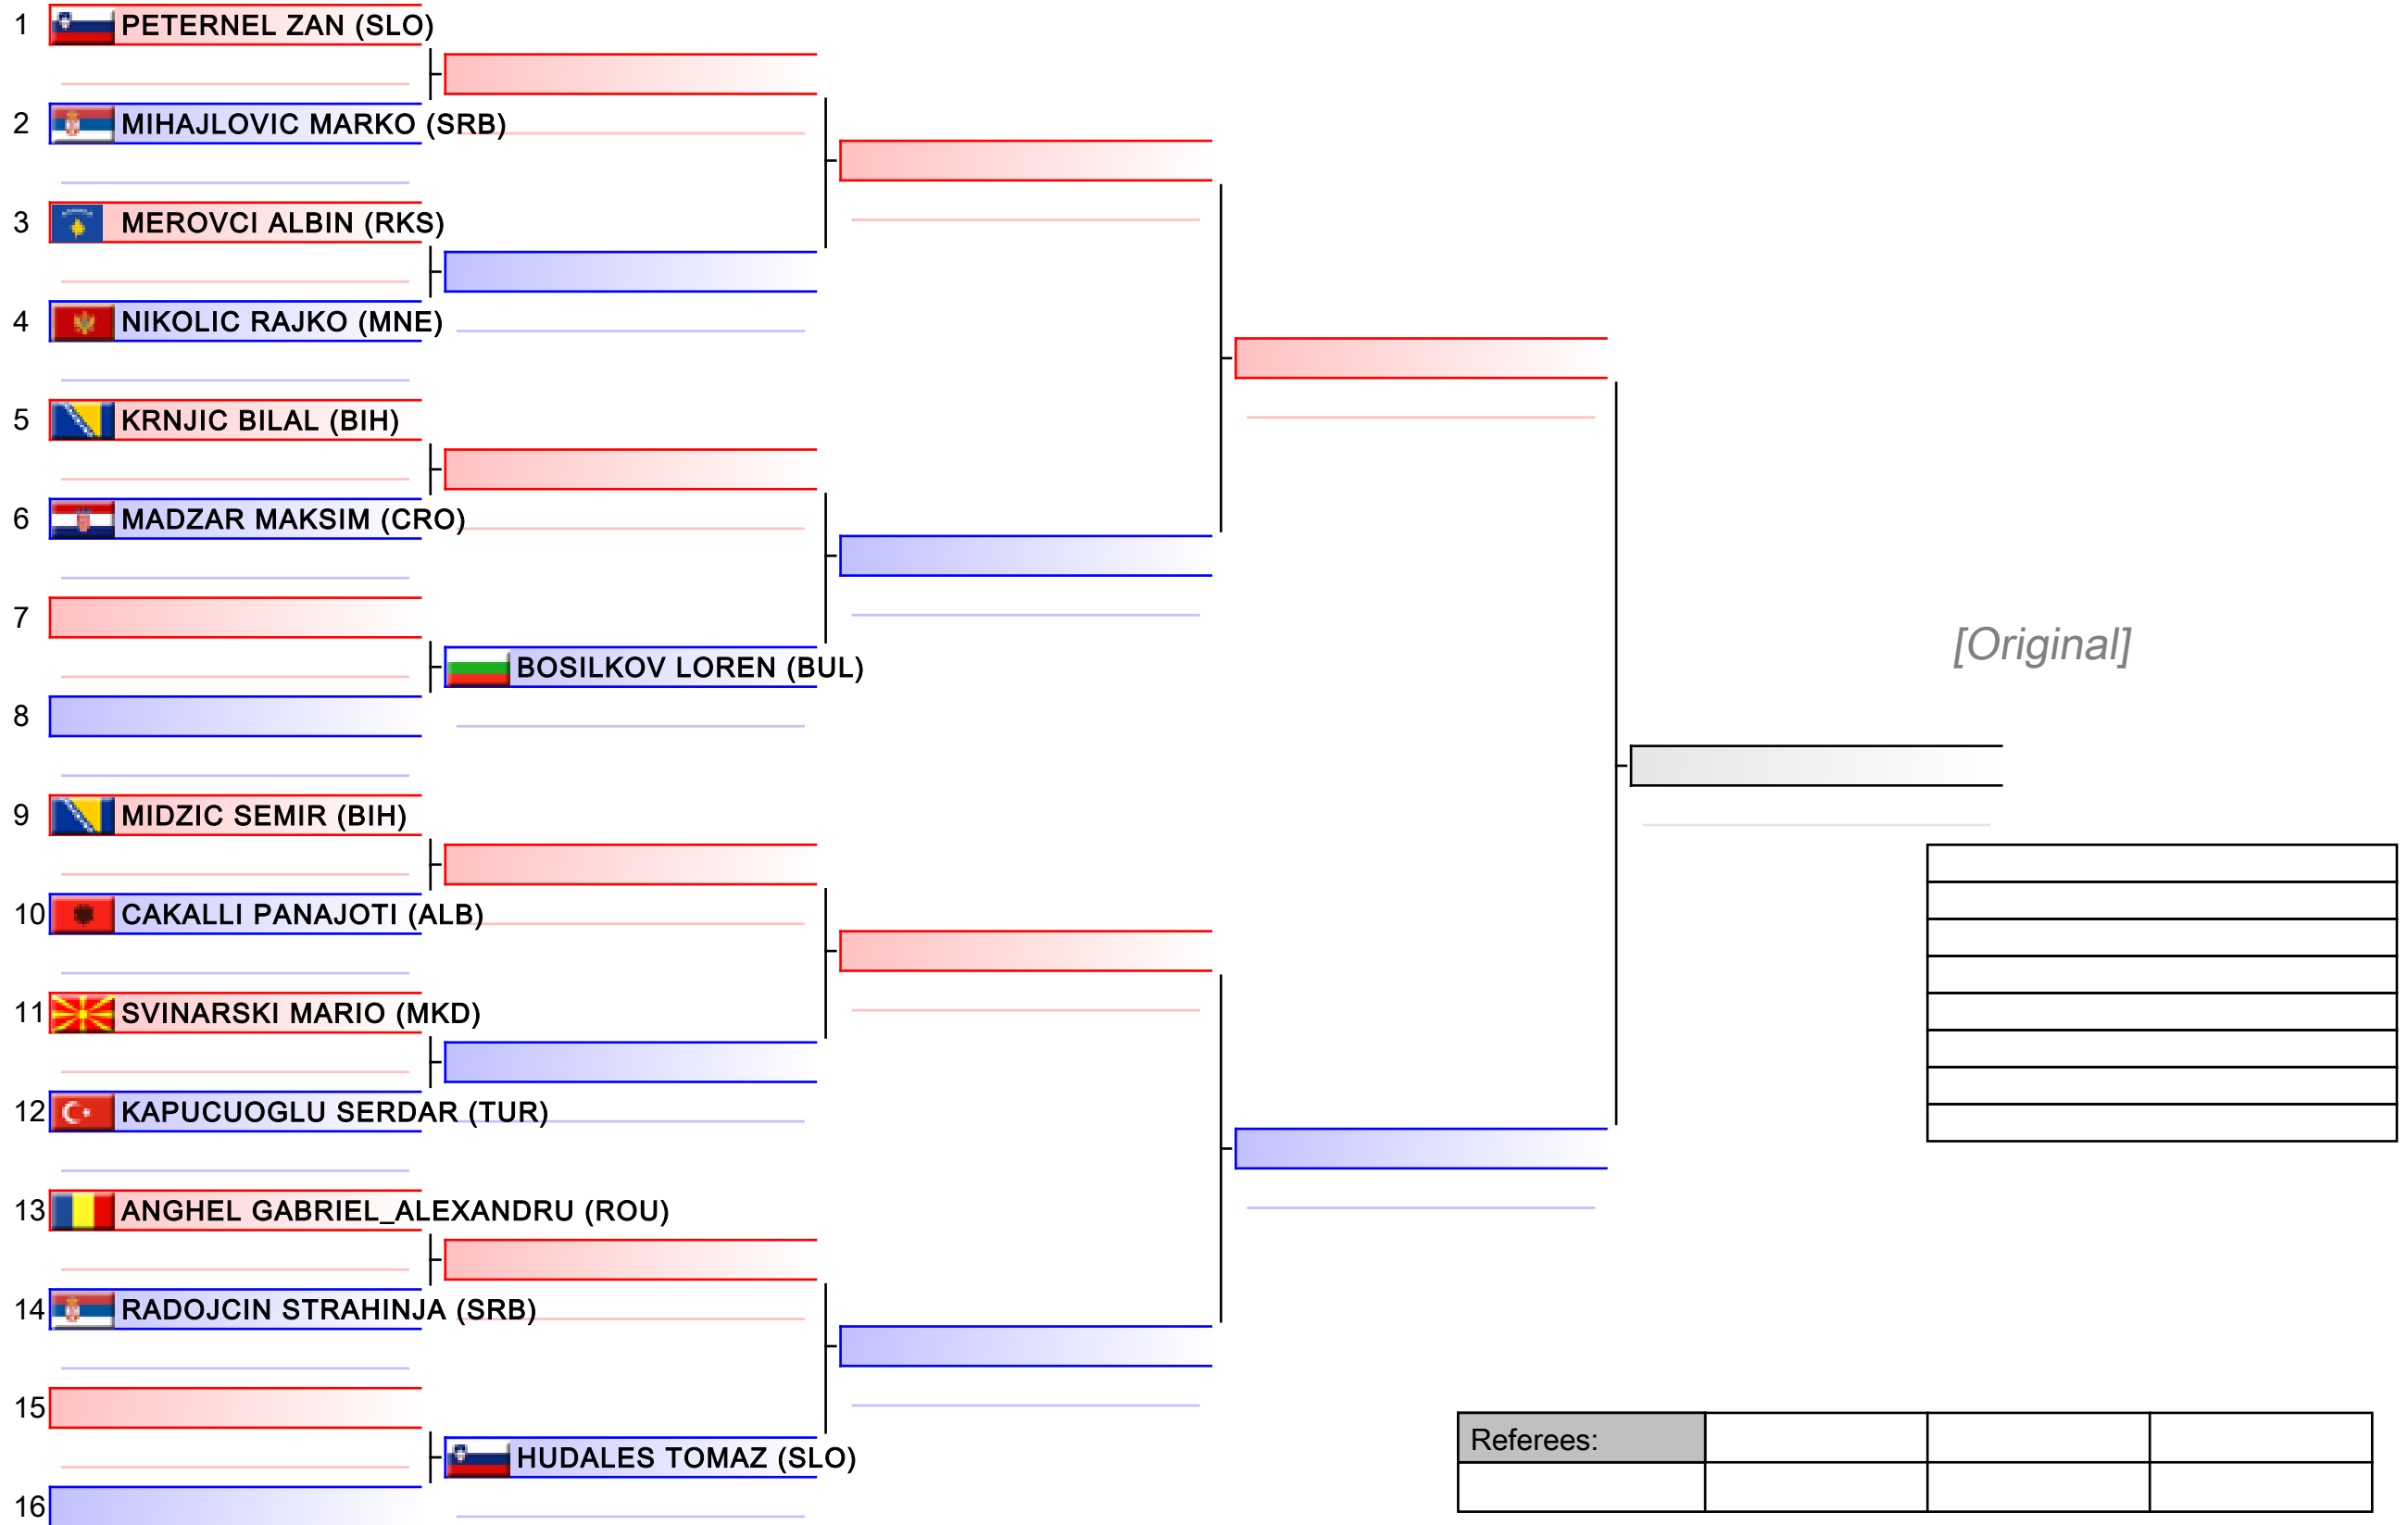 1 PETERNEL ZAN (SLO)
2 MIHAJLOVIC MARKO (SRB)
3 MEROVCI ALBIN (RKS)
4 NIKOLIC RAJKO (MNE)
5 KRNJIC BILAL (BIH)
6 MADZAR MAKSIM (CRO)
7
[Original]
BOSILKOV LOREN (BUL)
8
9 MIDZIC SEMIR (BIH)
10 CAKALLI PANAJOTI (ALB)
11 SVINARSKI MARIO (MKD)
12 KAPUCUOGLU SERDAR (TUR)
13 ANGHEL GABRIEL_ALEXANDRU (ROU)
14 RADOJCIN STRAHINJA (SRB)
15
Referees:
HUDALES TOMAZ (SLO)
16